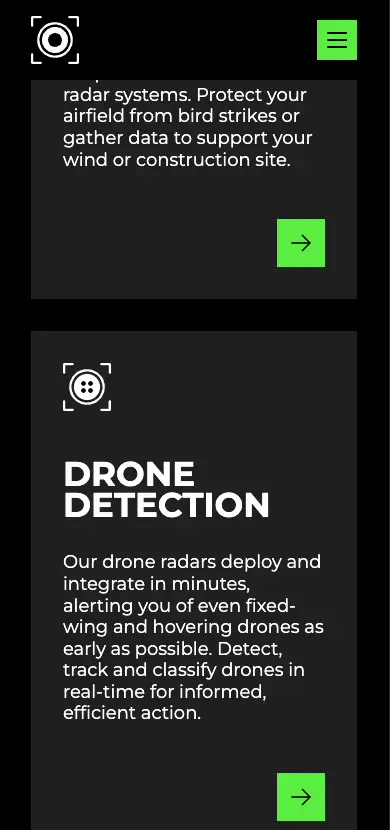 radar systems. Protect your
airfield from bird strikes or
gather data to support your
wind or construction site.
DRONE
DETECTION
Our drone radars deploy and
integrate in minutes,
alerting you of even fixed-
wing and hovering drones as
early as possible. Detect,
track and classify drones in
real-time for informed,
efficient action.